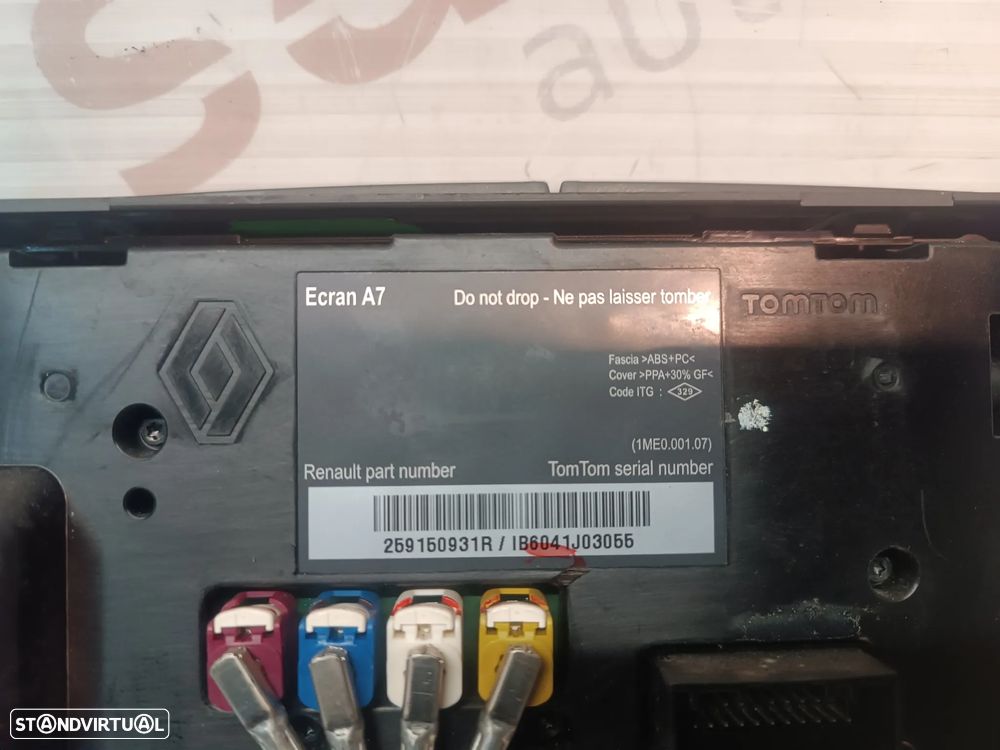 au
Ecran A7
Do not drop - Ne pas laisser tomber
TOMTOM
Fascia >ABS+PC<
Cover >PPA+30% GF<
Code ITG : 329
(1ME0.001.07)
Renault part number
TomTom serial number
259150931R / IB6041J03055
STANDVIRTUAL